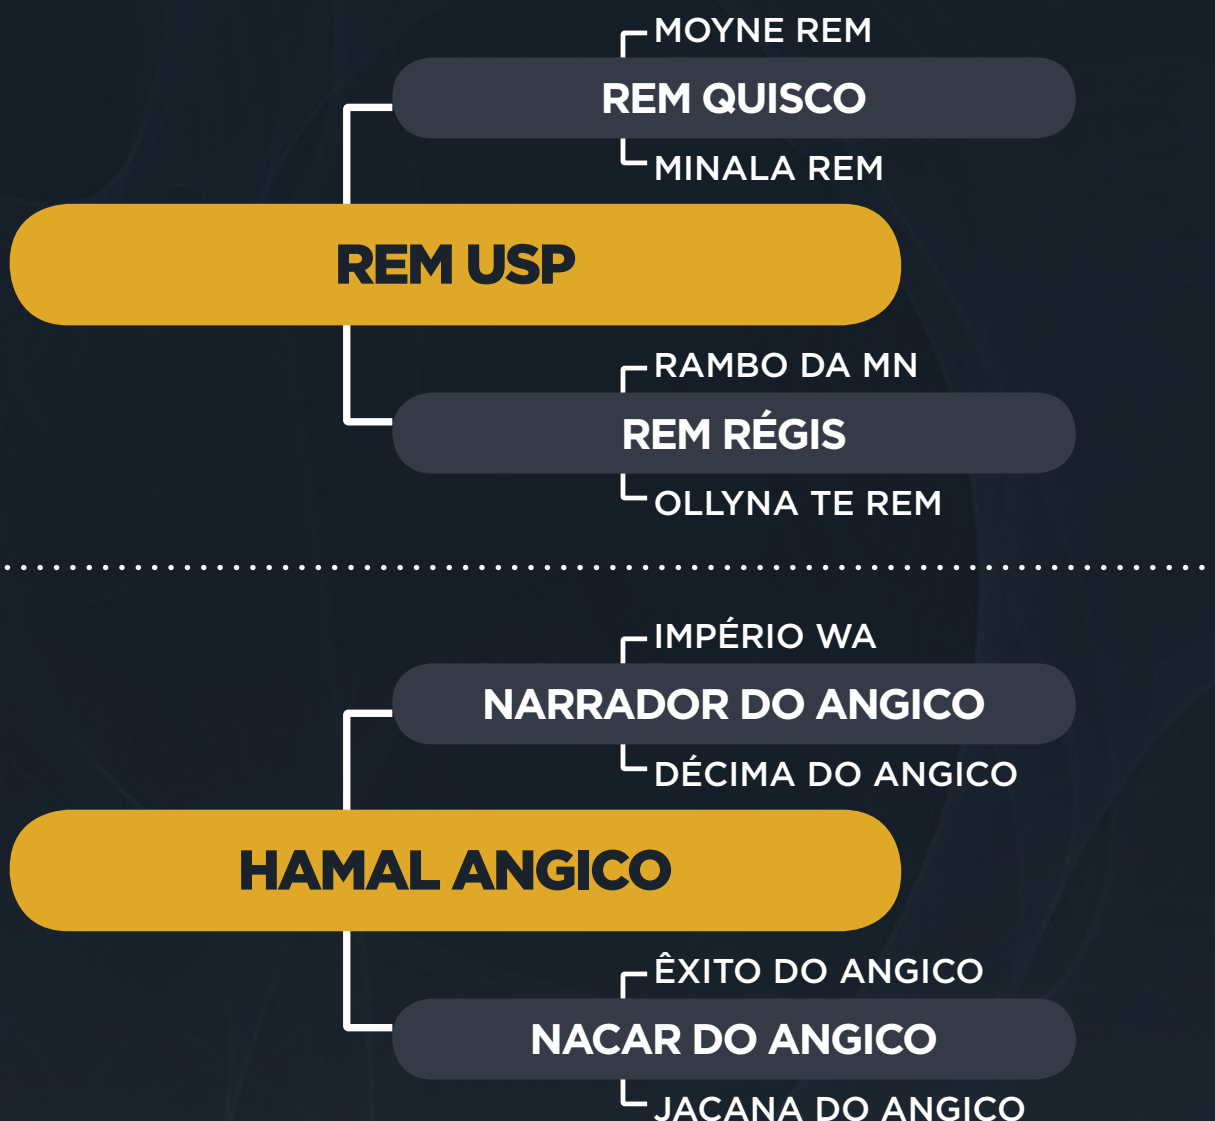 MOYNE REM
REM QUISCO
MINALA REM
REM USP
RAMBO DA MN
REM RÉGIS
OLLYNA TE REM
IMPÉRIO WA
NARRADOR DO ANGICO
DÉCIMA DO ANGICO
HAMAL ANGICO
ÊXITO DO ANGICO
NACAR DO ANGICO
JACANA DO ANGICO